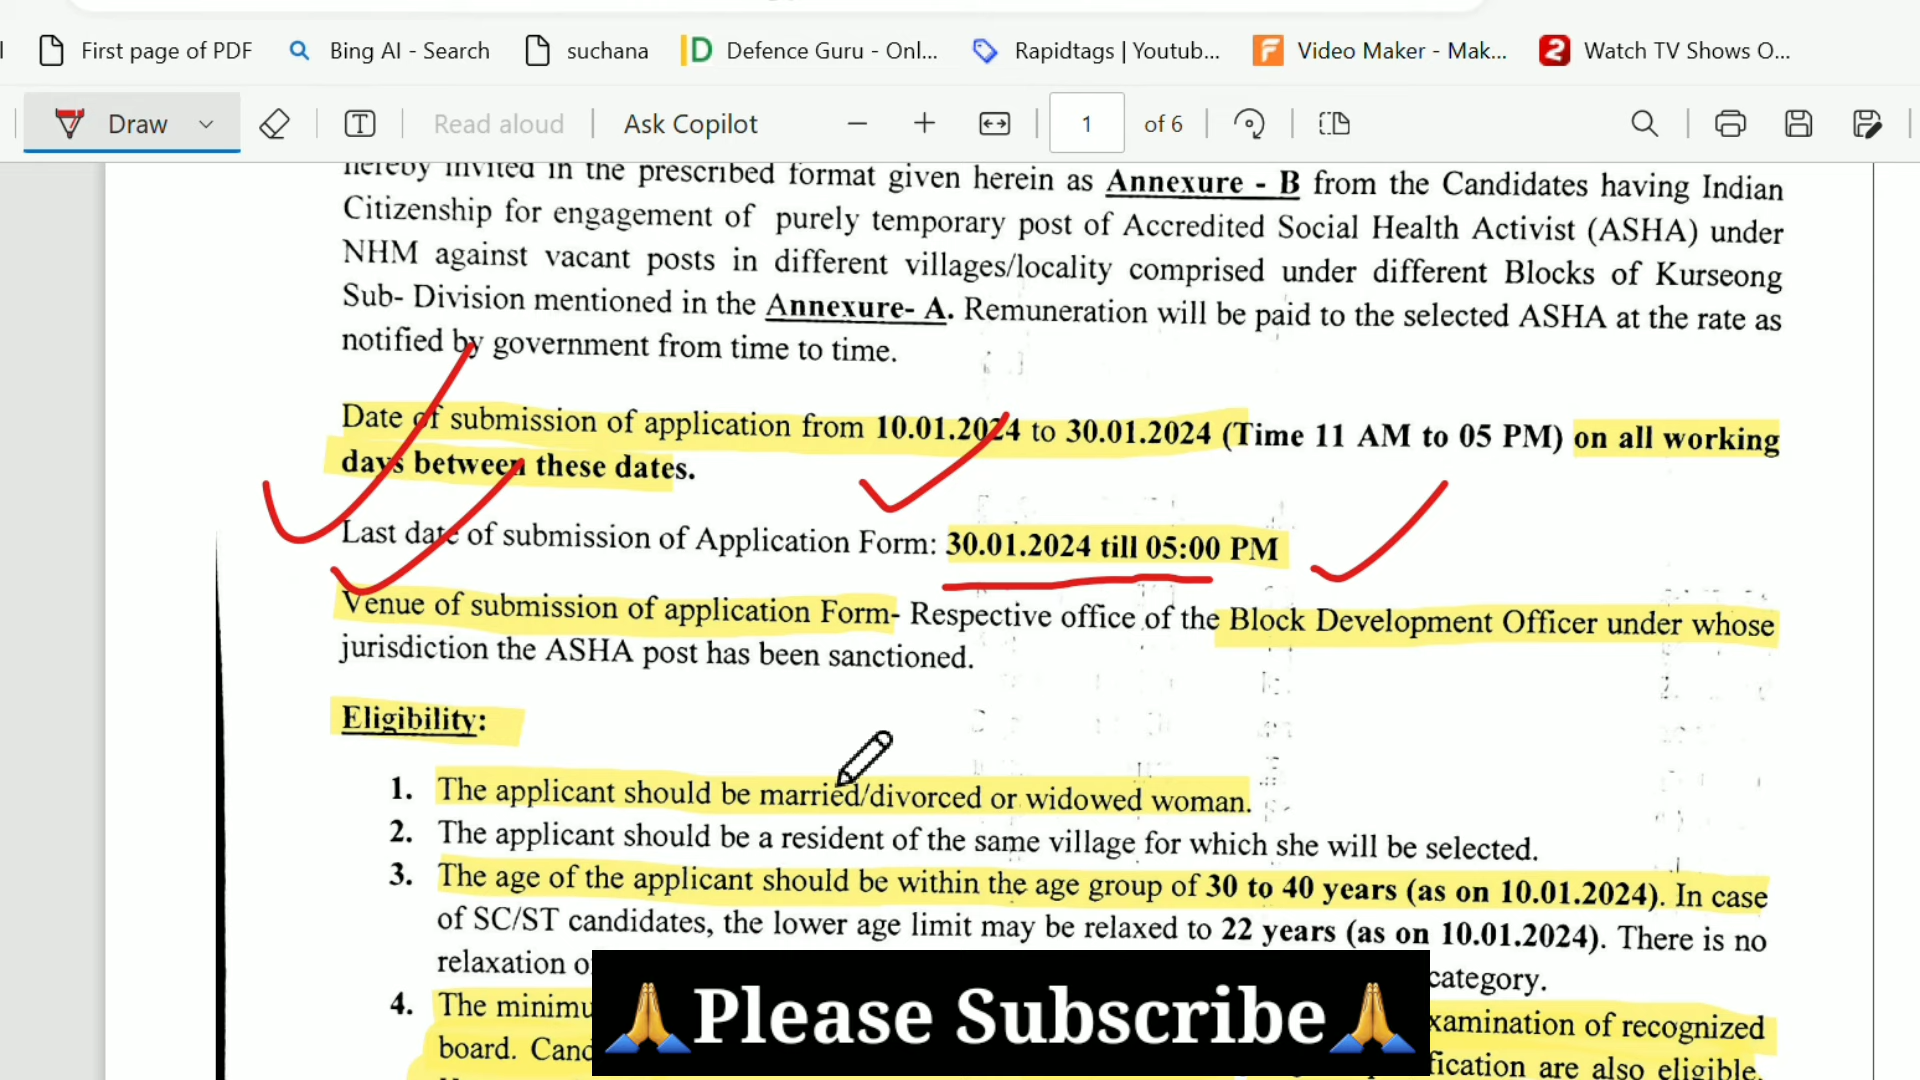 First page of PDF Bing AI - Search suchana Defence Guru - Onl... Rapidtags | Youtub... Video Maker - Mak... Watch TV Shows O...
Draw Read aloud Ask Copilot 1 of 6
hereby invited in the prescribed format given herein as Annexure - B from the Candidates having Indian
Citizenship for engagement of purely temporary post of Accredited Social Health Activist (ASHA) under
NHM against vacant posts in different villages/locality comprised under different Blocks of Kurseong
Sub- Division mentioned in the Annexure- A. Remuneration will be paid to the selected ASHA at the rate as
notified by government from time to time.
Date of submission of application from 10.01.2024 to 30.01.2024 (Time 11 AM to 05 PM) on all working
days between these dates.
Last date of submission of Application Form: 30.01.2024 till 05:00 PM
Venue of submission of application Form- Respective office of the Block Development Officer under whose
jurisdiction the ASHA post has been sanctioned.
Eligibility:
1. The applicant should be married/divorced or widowed woman.
2. The applicant should be a resident of the same village for which she will be selected.
3. The age of the applicant should be within the age group of 30 to 40 years (as on 10.01.2024). In case
of SC/ST candidates, the lower age limit may be relaxed to 22 years (as on 10.01.2024). There is no
relaxation category.
4. The xamination of recognized
board. fication are also eligible.
🙏Please Subscribe🙏